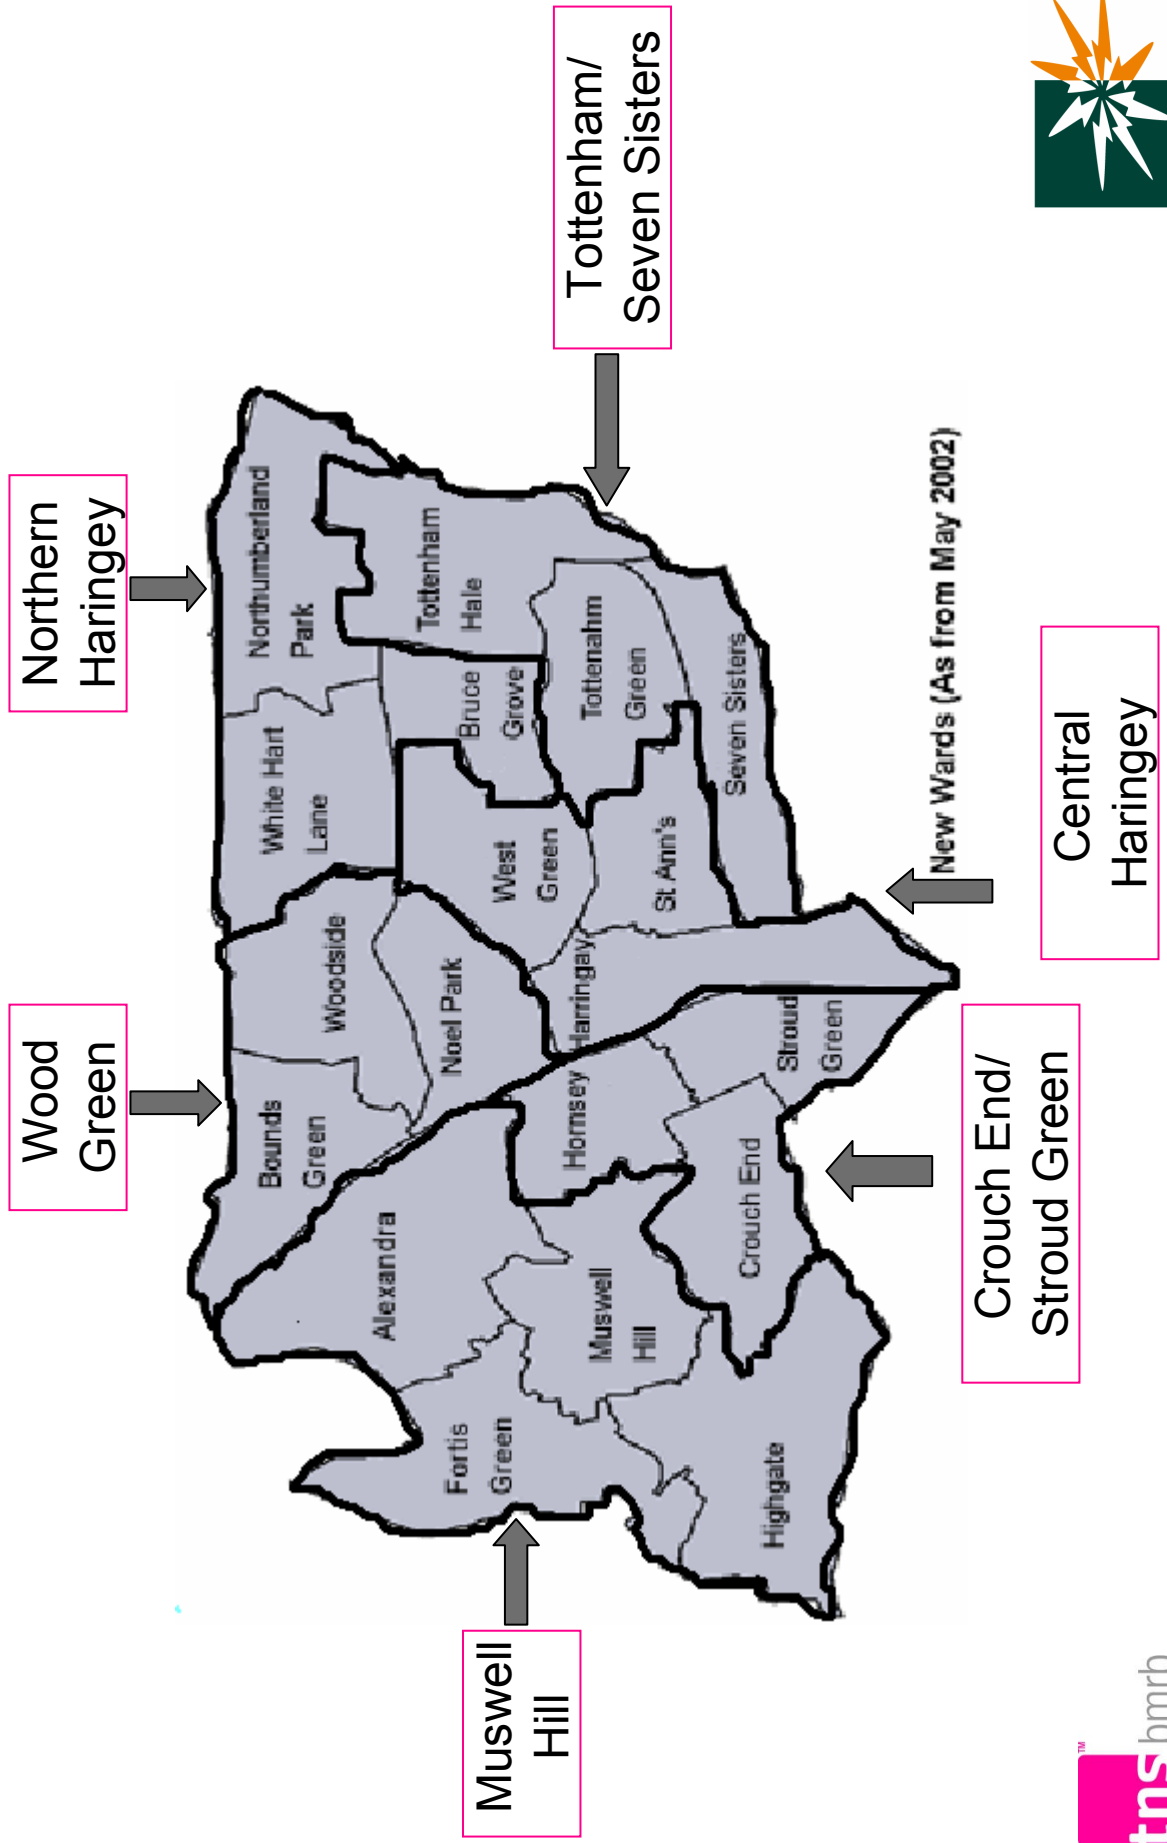 Wood
Green
Northern
Haringey
Muswell
Hill
Tottenham/
Seven Sisters
Bounds
Green
Woodside
White Hart
Lane
Northumberland
Park
Alexandra
Noel Park
Fortis
Green
Bruce
Grove
Tottenham
Hale
West
Green
Muswell
Hill
Hornsey
Harringay
Tottenahm
Green
St Ann's
Seven Sisters
Highgate
Crouch End
Stroud
Green
New Wards (As from May 2002)
Crouch End/
Stroud Green
Central
Haringey
tns bmrb
TM